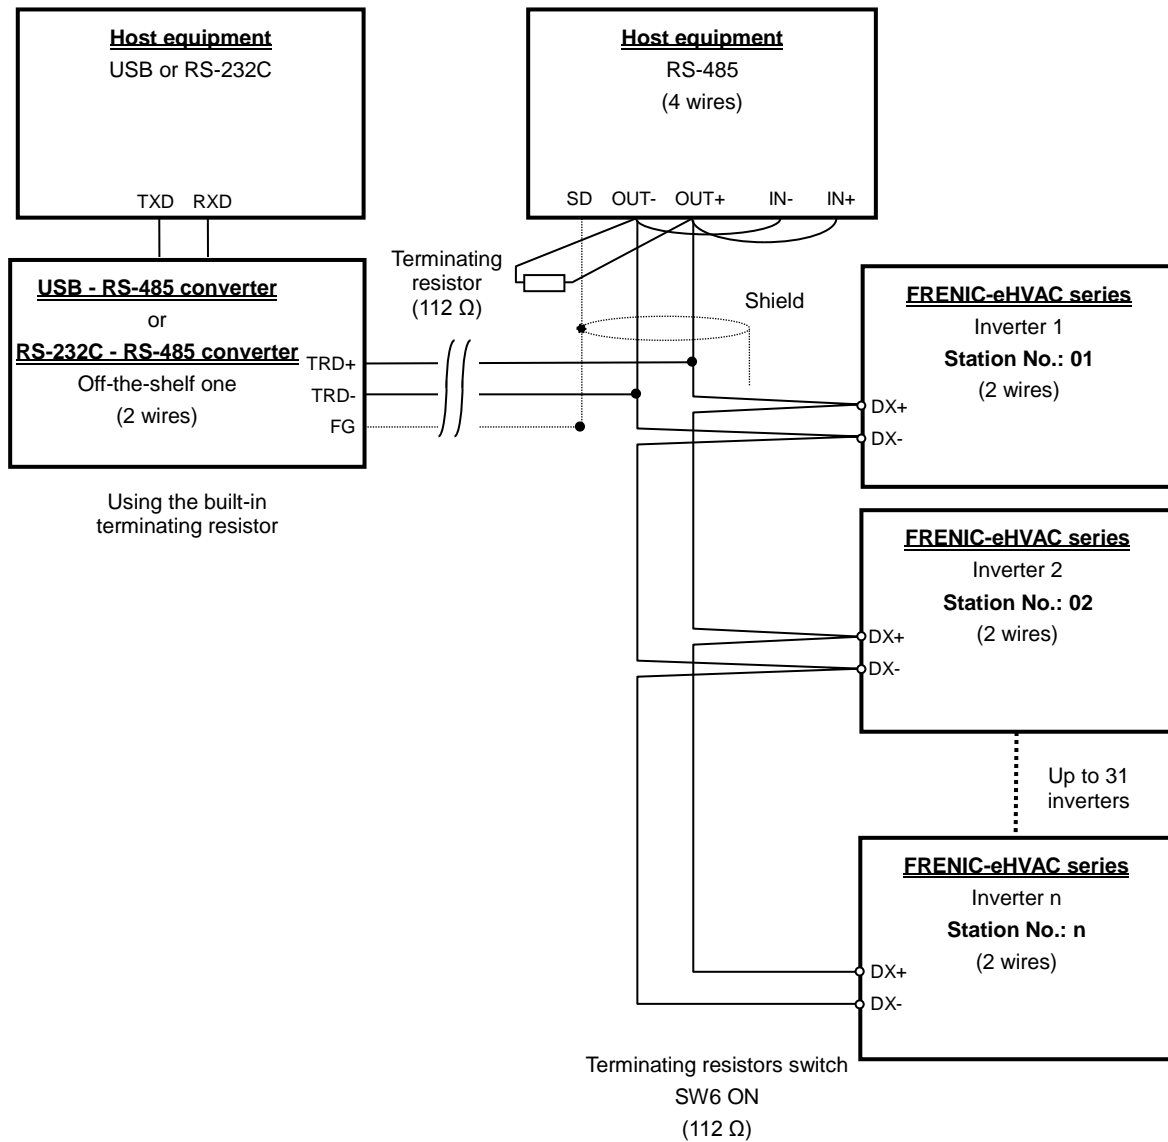 Host equipment
USB or RS-232C
TXD RXD
Host equipment
RS-485
(4 wires)
SD OUT- OUT+ IN- IN+
USB - RS-485 converter
or
RS-232C - RS-485 converter
Off-the-shelf one
(2 wires)
TRD+
TRD-
FG
Using the built-in
terminating resistor
Terminating
resistor
(112 Ω)
Shield
FRENIC-eHVAC series
Inverter 1
Station No.: 01
(2 wires)
DX+
DX-
FRENIC-eHVAC series
Inverter 2
Station No.: 02
(2 wires)
DX+
DX-
Up to 31
inverters
FRENIC-eHVAC series
Inverter n
Station No.: n
(2 wires)
DX+
DX-
Terminating resistors switch
SW6 ON
(112 Ω)